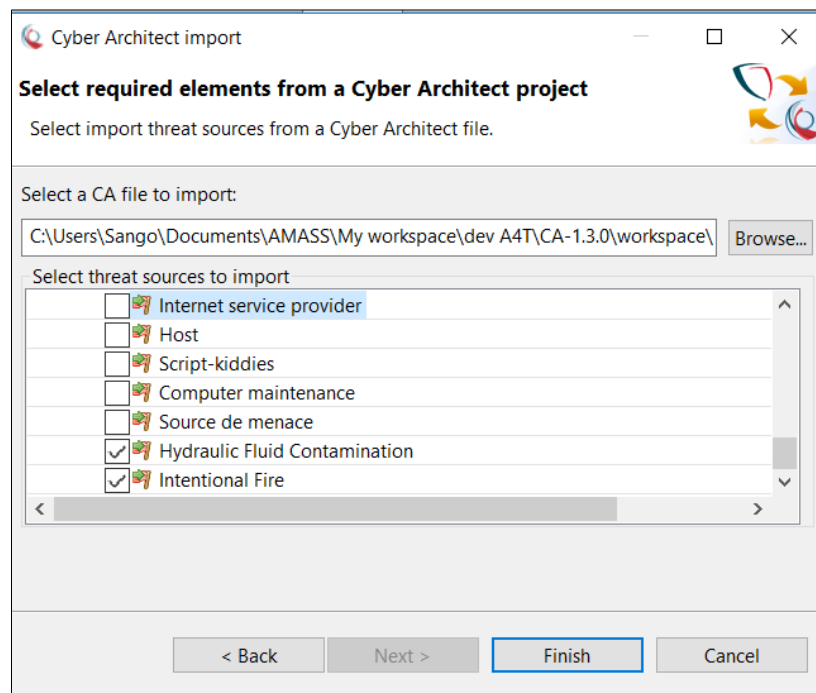 Cyber Architect import
Select required elements from a Cyber Architect project
Select import threat sources from a Cyber Architect file.
Select a CA file to import:
C:\Users\Sango\Documents\AMASS\My workspace\dev A4T\CA-1.3.0\workspace\
Browse...
Select threat sources to import
Internet service provider
Host
Script-kiddies
Computer maintenance
Source de menace
Hydraulic Fluid Contamination
Intentional Fire
< Back
Next >
Finish
Cancel